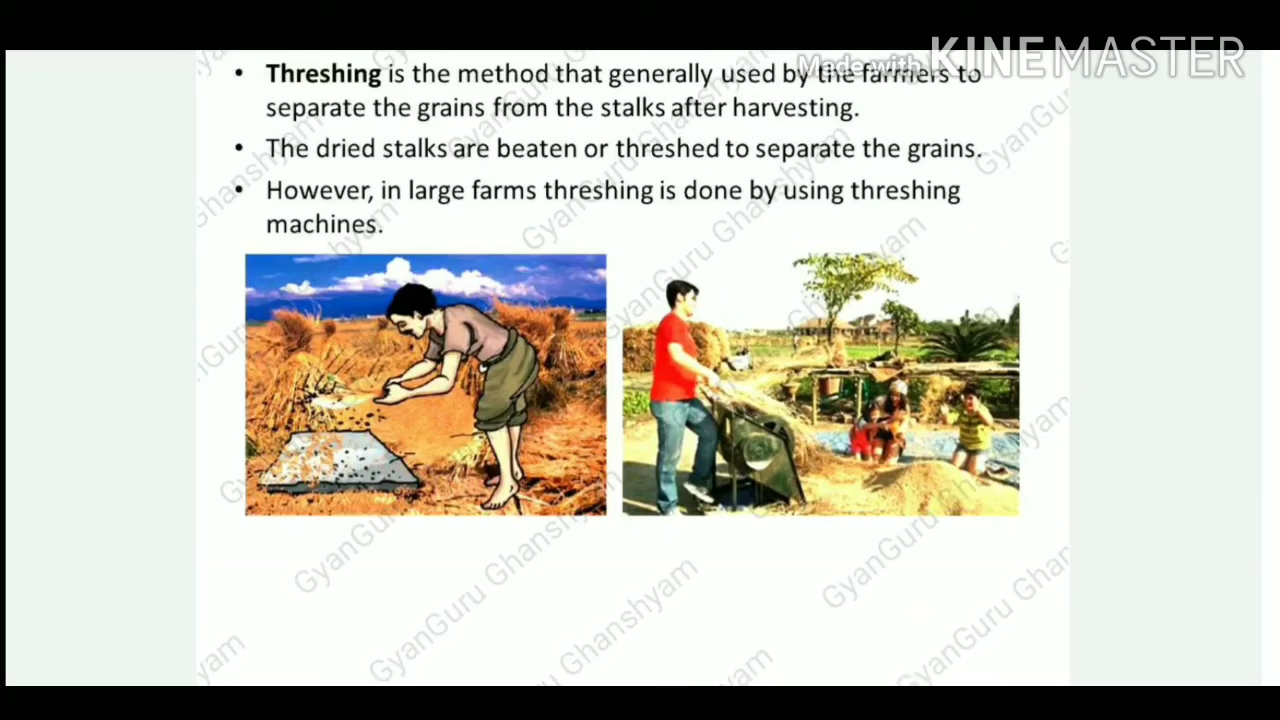 Made with KINEMASTER
• Threshing is the method that generally used by the farmers to
separate the grains from the stalks after harvesting.
• The dried stalks are beaten or threshed to separate the grains.
• However, in large farms threshing is done by using threshing
machines.
GyanGuru Ghanshyam